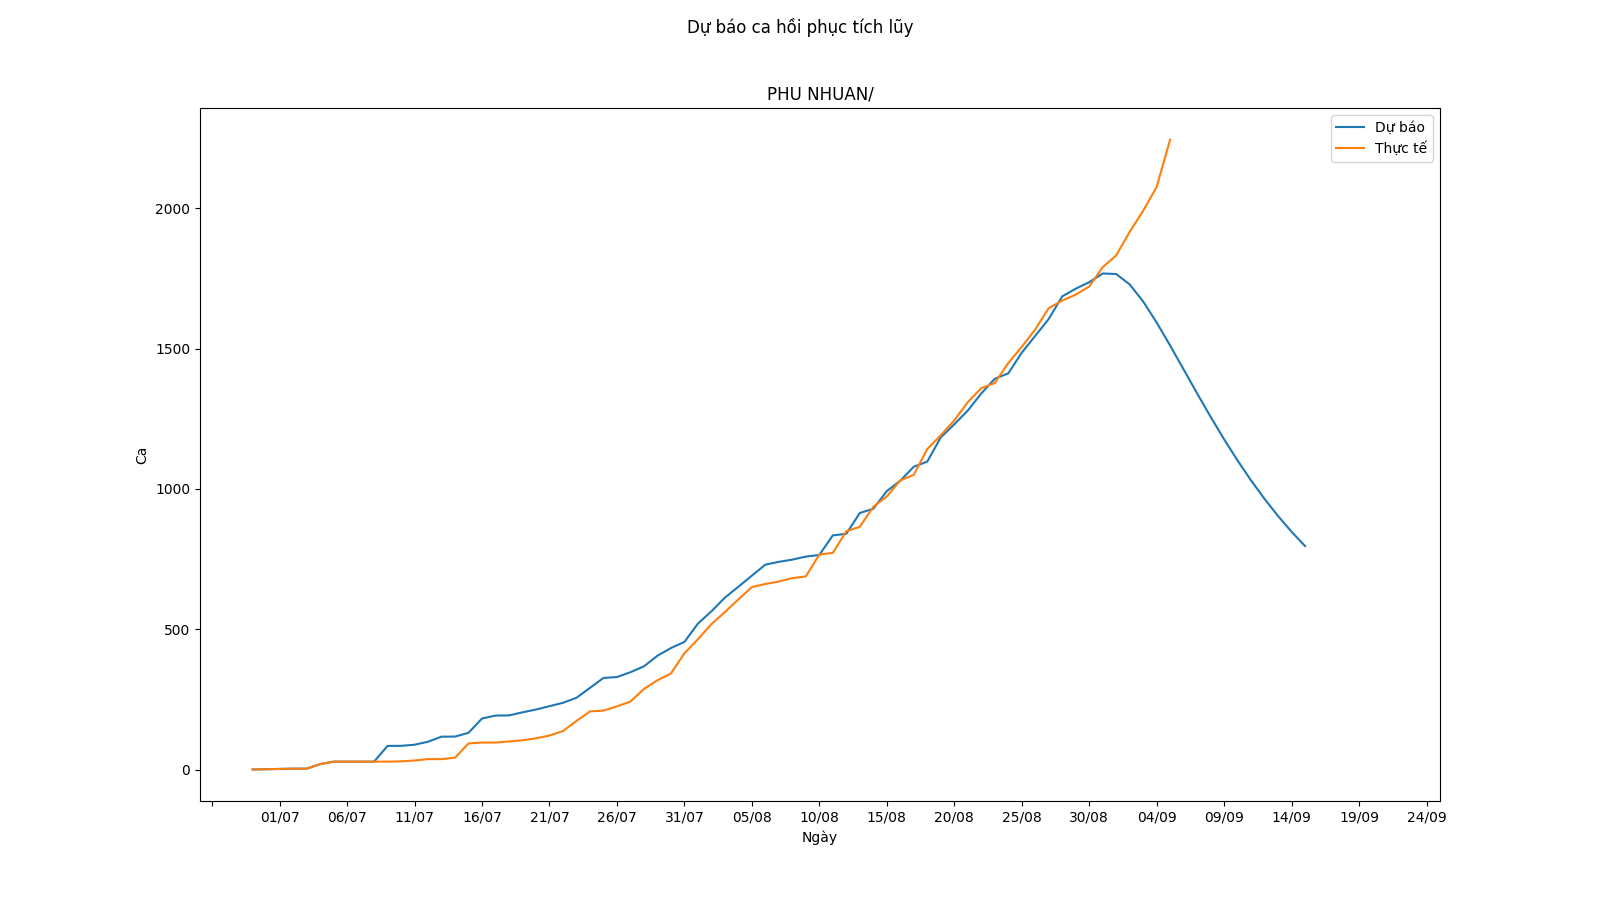 Dự báo ca hồi phục tích lũy
PHU NHUAN/
Dự báo
Thực tế
2000
1500
1000
500
0
Ca
01/07 06/07 11/07 16/07 21/07 26/07 31/07 05/08 10/08 15/08 20/08 25/08 30/08 04/09 09/09 14/09 19/09 24/09
Ngày